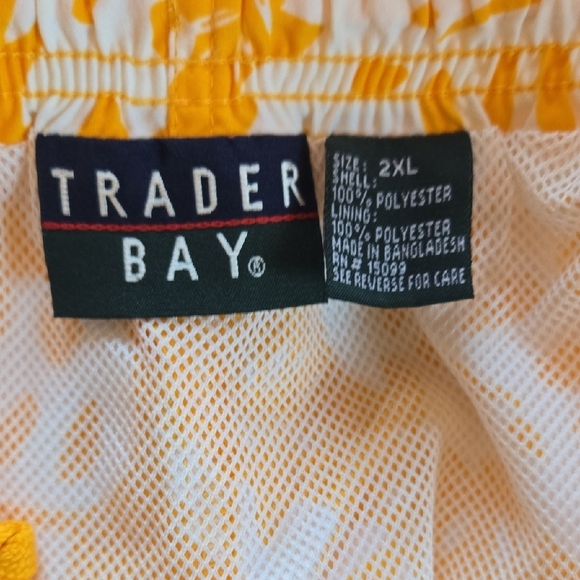 TRADER
BAY®
SIZE: 2XL
SHELL:
100% POLYESTER
LINING:
100% POLYESTER
MADE IN BANGLADESH
RN # 15099
SEE REVERSE FOR CARE